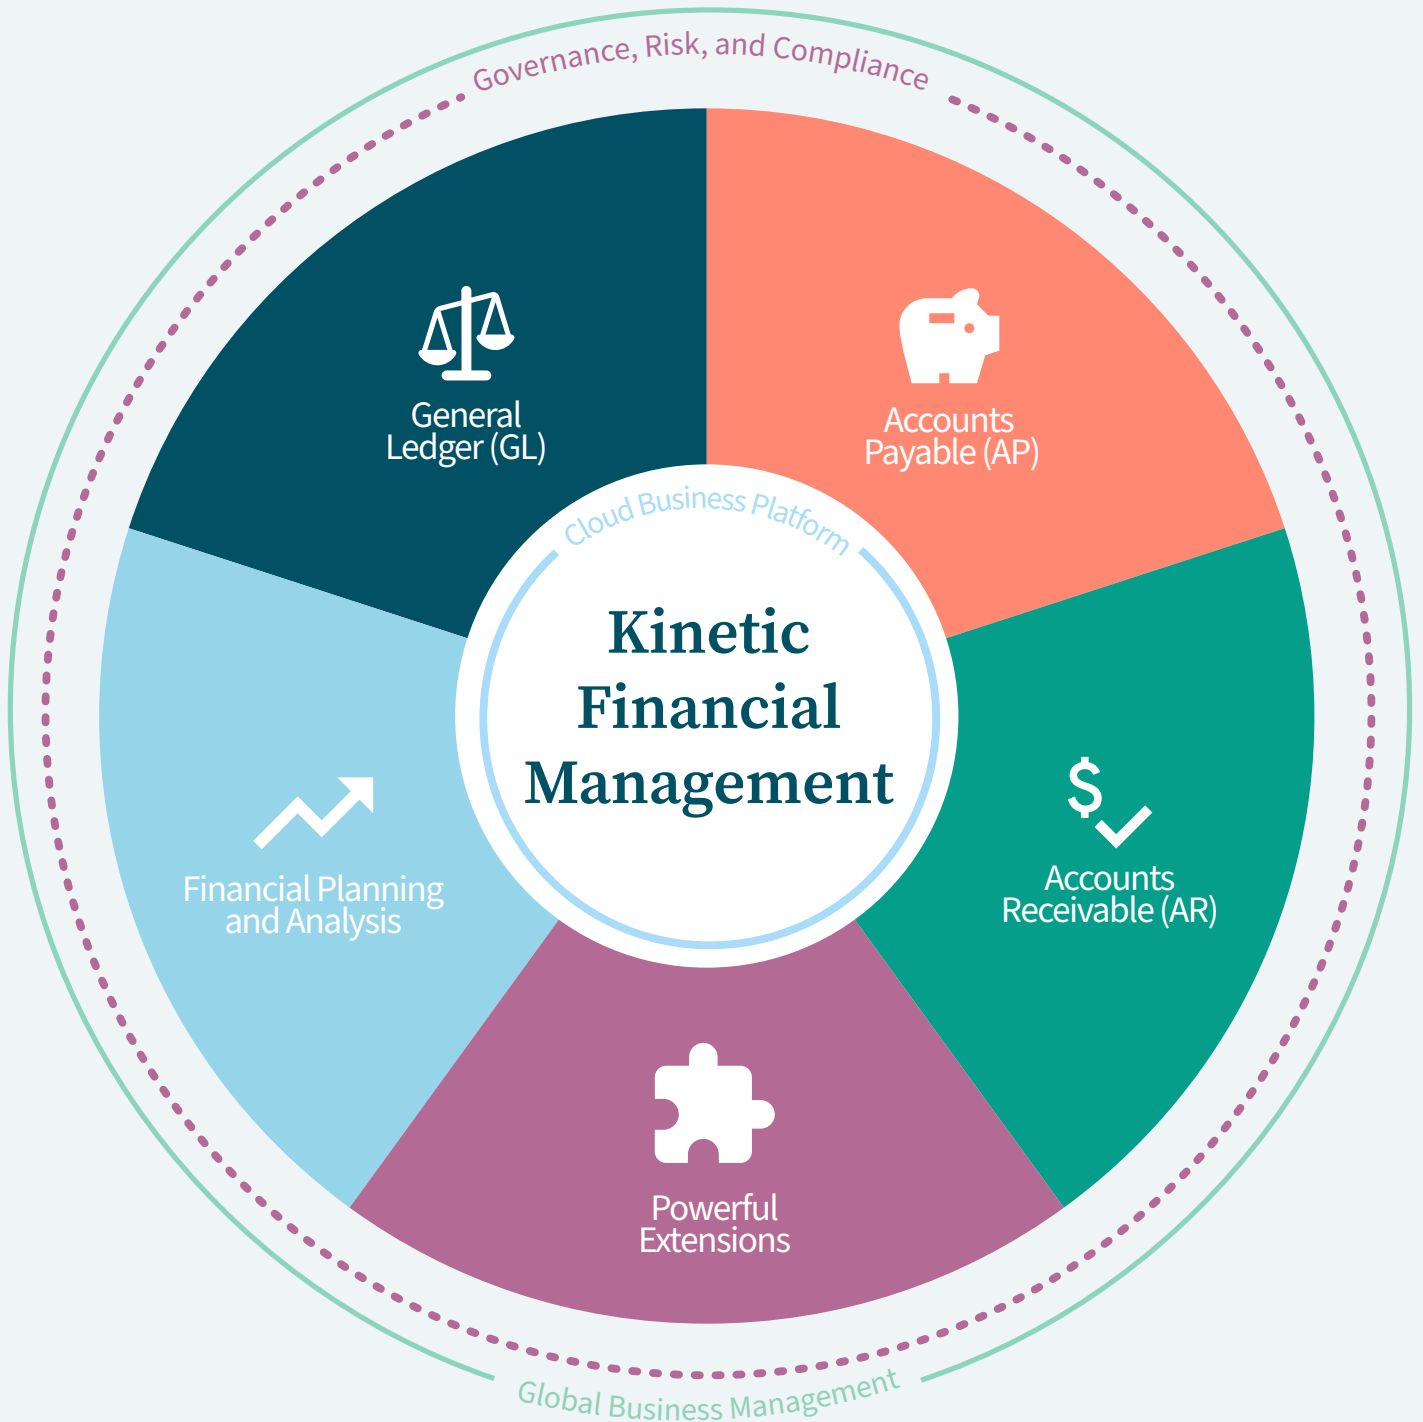 Governance, Risk, and Compliance
General
Ledger (GL)
Accounts
Payable (AP)
Cloud Business Platform
Kinetic
Financial
Management
Financial Planning
and Analysis
Accounts
Receivable (AR)
Powerful
Extensions
Global Business Management